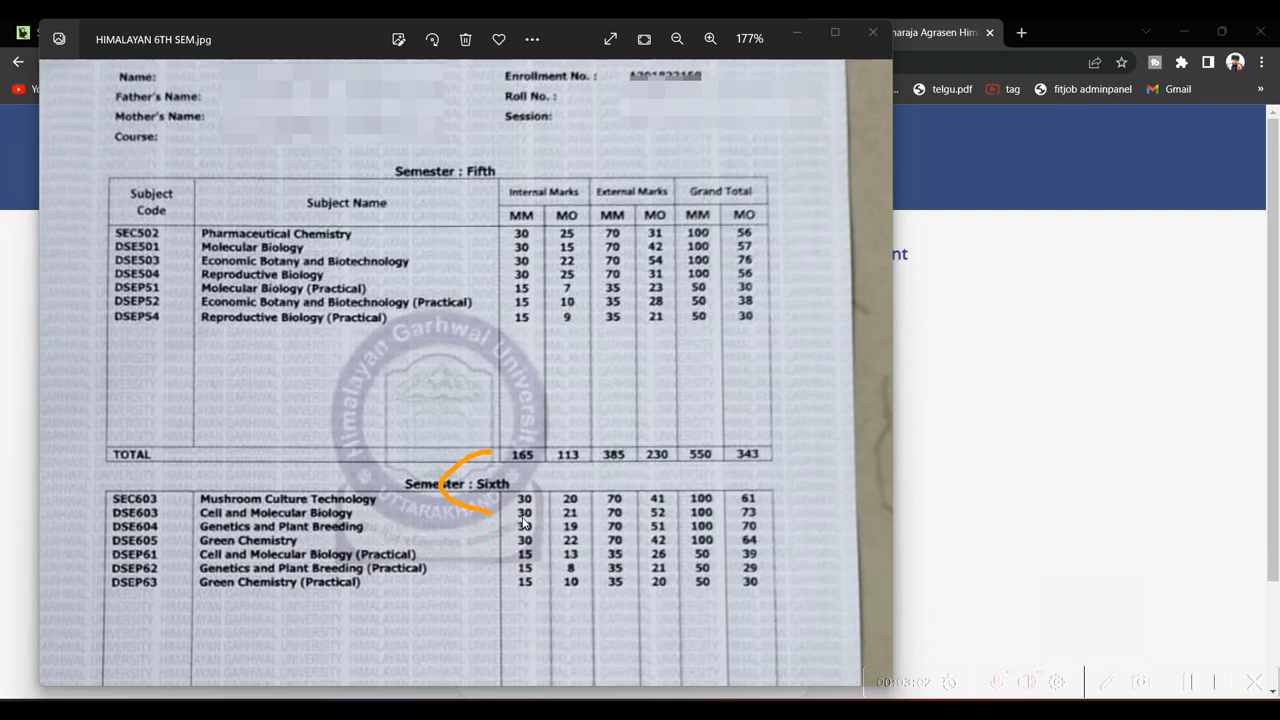 HIMALAYAN 6TH SEM.jpg
177%
haraja Agrasen Him
telgu.pdf
tag
fitjob adminpanel
Gmail
»
Name:
Enrollment No. :
Father's Name:
Roll No. :
Mother's Name:
Session:
Course:
Semester : Fifth
Subject Code
Subject Name
Internal Marks
External Marks
Grand Total
MM MO MM MO MM MO
SEC502 Pharmaceutical Chemistry 30 25 70 31 100 56
DSE501 Molecular Biology 30 15 70 42 100 57
DSE503 Economic Botany and Biotechnology 30 22 70 54 100 76
DSE504 Reproductive Biology 30 25 70 31 100 56
DSEP51 Molecular Biology (Practical) 15 7 35 23 50 30
DSEP52 Economic Botany and Biotechnology (Practical) 15 10 35 28 50 38
DSEP54 Reproductive Biology (Practical) 15 9 35 21 50 30
Himalayan Garhwal University
UTTARAKHAND
TOTAL 165 113 385 230 550 343
Semester : Sixth
SEC603 Mushroom Culture Technology 30 20 70 41 100 61
DSE603 Cell and Molecular Biology 30 21 70 52 100 73
DSE604 Genetics and Plant Breeding 30 19 70 51 100 70
DSE605 Green Chemistry 30 22 70 42 100 64
DSEP61 Cell and Molecular Biology (Practical) 15 13 35 26 50 39
DSEP62 Genetics and Plant Breeding (Practical) 15 8 35 21 50 29
DSEP63 Green Chemistry (Practical) 15 10 35 20 50 30
nt
00:03:02